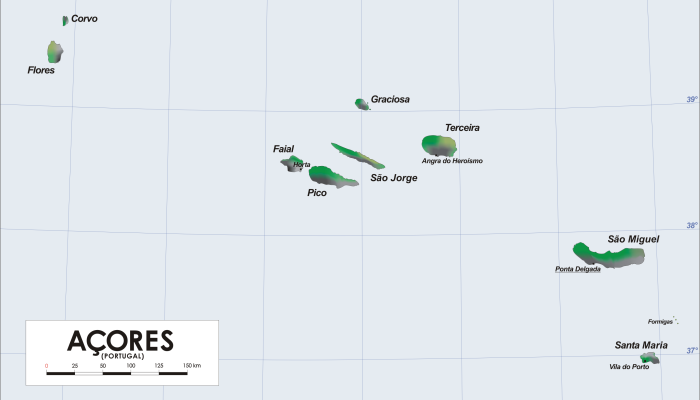 Corvo
Flores
Graciosa
39°
Terceira
Faial
Angra do Heroísmo
Horta
São Jorge
Pico
38°
São Miguel
Ponta Delgada
Formigas
Santa Maria
37°
Vila do Porto
AÇORES
(PORTUGAL)
0 25 50 100 125 150 km